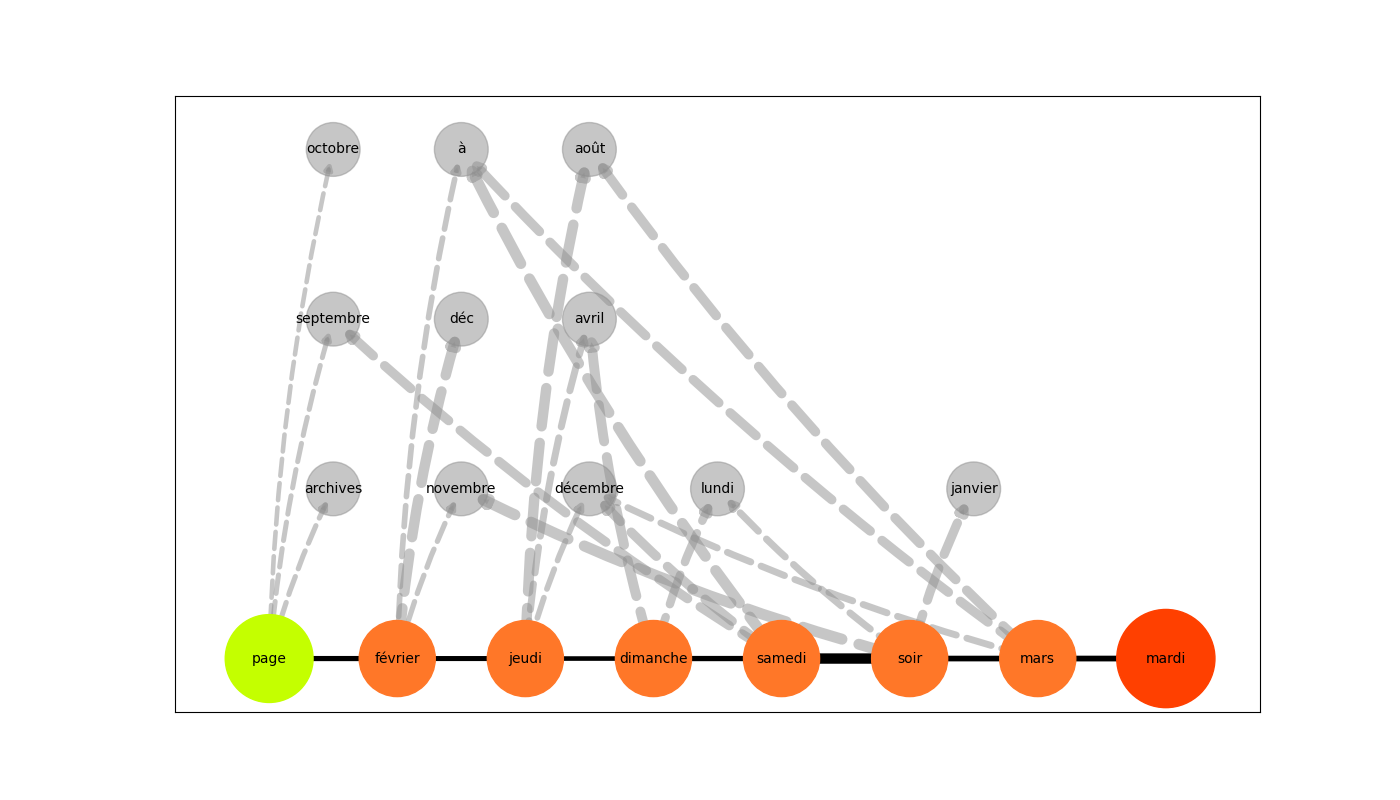 octobre à août
septembre déc avril
archives novembre décembre lundi janvier
page février jeudi dimanche samedi soir mars mardi